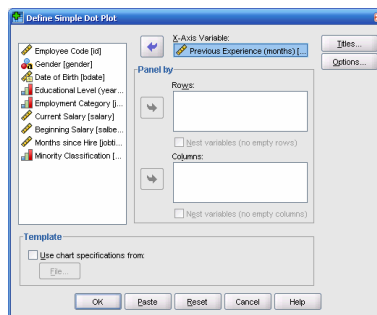 Define Simple Dot Plot
Employee Code [id]
Gender [gender]
Date of Birth [bdate]
Educational Level (year...
Employment Category [j...
Current Salary [salary]
Beginning Salary [salbe...
Months since Hire [jobti...
Minority Classification [...
X-Axis Variable:
Previous Experience (months) [...
Panel by
Rows:
Nest variables (no empty rows)
Columns:
Nest variables (no empty columns)
Titles...
Options...
Template
Use chart specifications from:
File...
OK
Paste
Reset
Cancel
Help